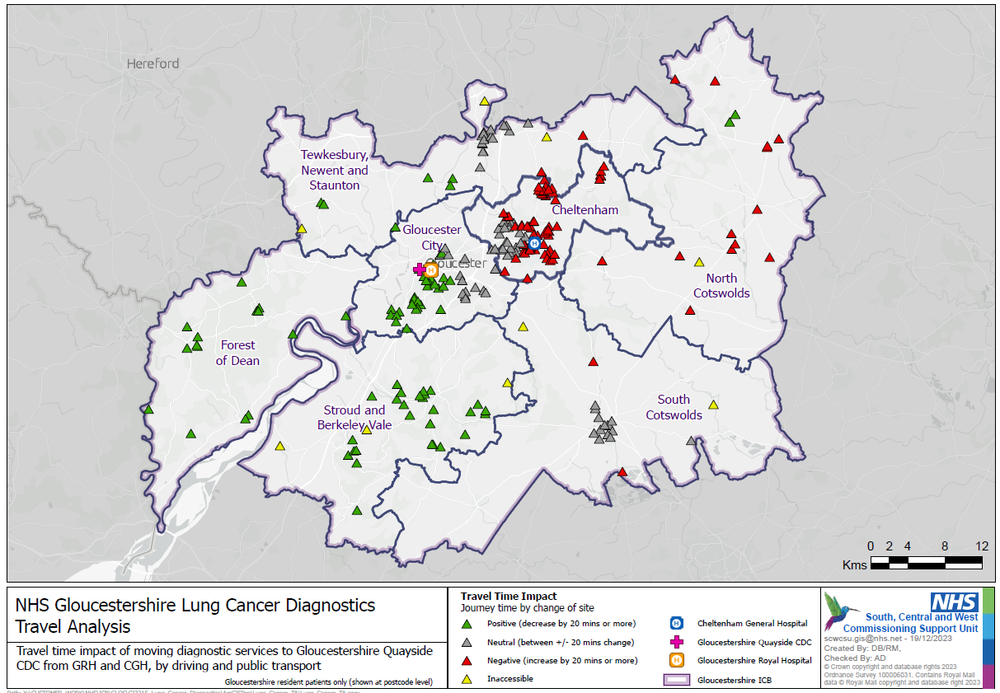 Hereford
Tewkesbury,
Newent and
Staunton
Cheltenham
Gloucester
City
Gloucester
North
Cotswolds
Forest
of Dean
Stroud and
Berkeley Vale
South
Cotswolds
0 2 4 8 12
Kms
NHS Gloucestershire Lung Cancer Diagnostics
Travel Analysis
Travel time impact of moving diagnostic services to Gloucestershire Quayside
CDC from GRH and CGH, by driving and public transport
Gloucestershire resident patients only (shown at postcode level)
Travel Time Impact
Journey time by change of site
Positive (decrease by 20 mins or more)
Neutral (between +/- 20 mins change)
Negative (increase by 20 mins or more)
Inaccessible
H Cheltenham General Hospital
Gloucestershire Quayside CDC
H Gloucestershire Royal Hospital
Gloucestershire ICB
NHS
South, Central and West
Commissioning Support Unit
scwcsu.gis@nhs.net - 19/12/2023
Created By: DB/RM,
Checked By: AD
© Crown copyright and database rights 2023
Ordnance Survey 100006031. Contains Royal Mail
data © Royal Mail copyright and database right 2023